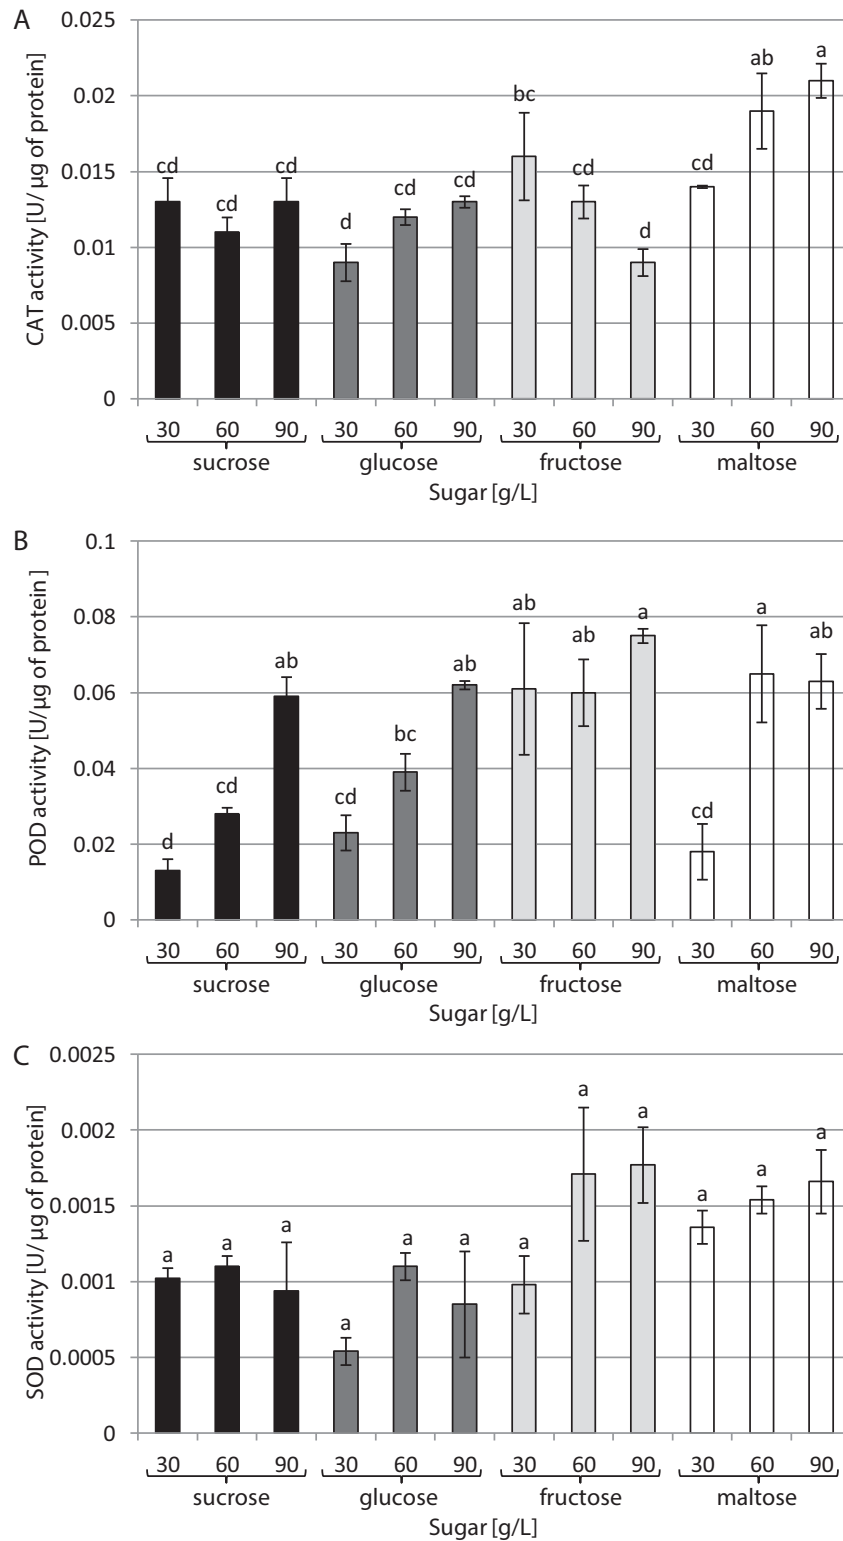 A
CAT activity [U/ µg of protein]
0.025
0.02
0.015
0.01
0.005
0
cd cd cd d cd cd bc cd d cd ab a
30 60 90 30 60 90 30 60 90 30 60 90
sucrose glucose fructose maltose
Sugar [g/L]
B
POD activity [U/µg of protein ]
0.1
0.08
0.06
0.04
0.02
0
d cd ab cd bc ab ab ab a cd a ab
30 60 90 30 60 90 30 60 90 30 60 90
sucrose glucose fructose maltose
Sugar [g/L]
C
SOD activity [U/ µg of protein]
0.0025
0.002
0.0015
0.001
0.0005
0
a a a a a a a a a a a a
30 60 90 30 60 90 30 60 90 30 60 90
sucrose glucose fructose maltose
Sugar [g/L]